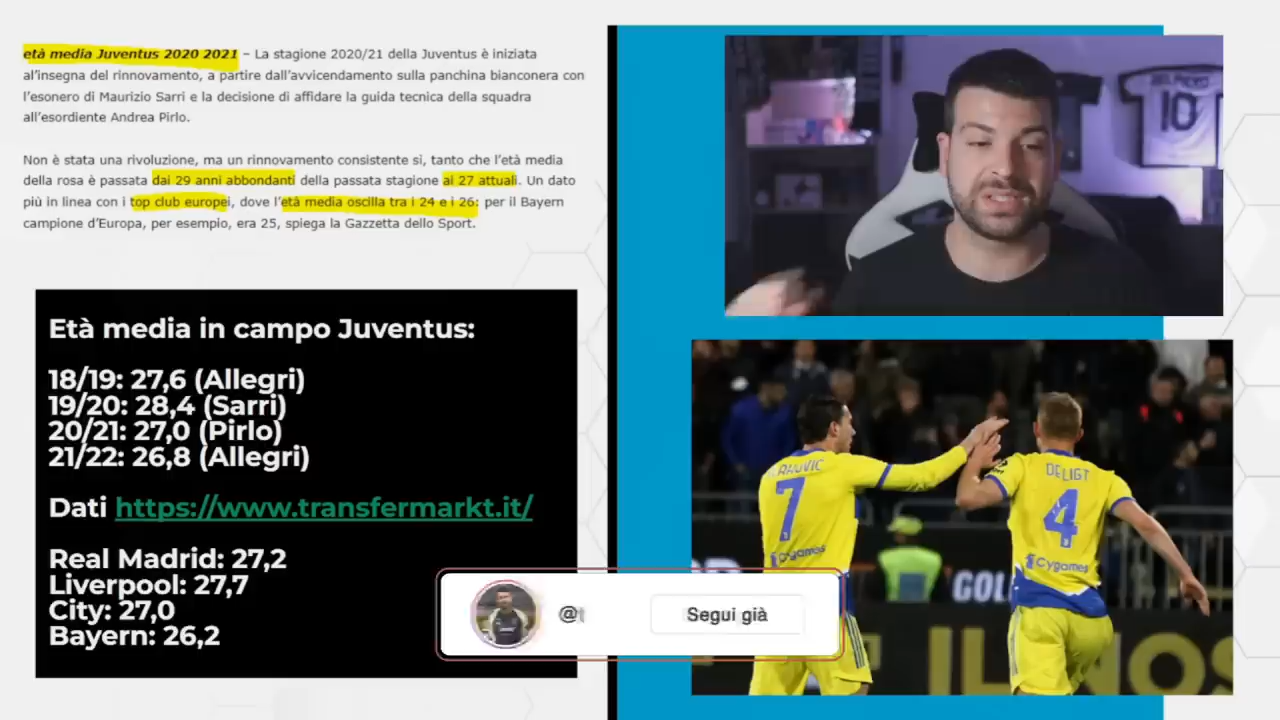 età media Juventus 2020 2021 – La stagione 2020/21 della Juventus è iniziata
all'insegna del rinnovamento, a partire dall'avvicendamento sulla panchina bianconera con
l'esonero di Maurizio Sarri e la decisione di affidare la guida tecnica della squadra
all'esordiente Andrea Pirlo.
Non è stata una rivoluzione, ma un rinnovamento consistente si, tanto che l'età media
della rosa è passata dai 29 anni abbondanti della passata stagione ai 27 attuali. Un dato
più in linea con i top club europei, dove l'età media oscilla tra i 24 e i 26: per il Bayern
campione d'Europa, per esempio, era 25, spiega la Gazzetta dello Sport.
Età media in campo Juventus:
18/19: 27,6 (Allegri)
19/20: 28,4 (Sarri)
20/21: 27,0 (Pirlo)
21/22: 26,8 (Allegri)
Dati https://www.transfermarkt.it/
Real Madrid: 27,2
Liverpool: 27,7
City: 27,0
Bayern: 26,2
@t
Segui già
10
7
Cygames
DE LIGT
4
Cygames
GOL